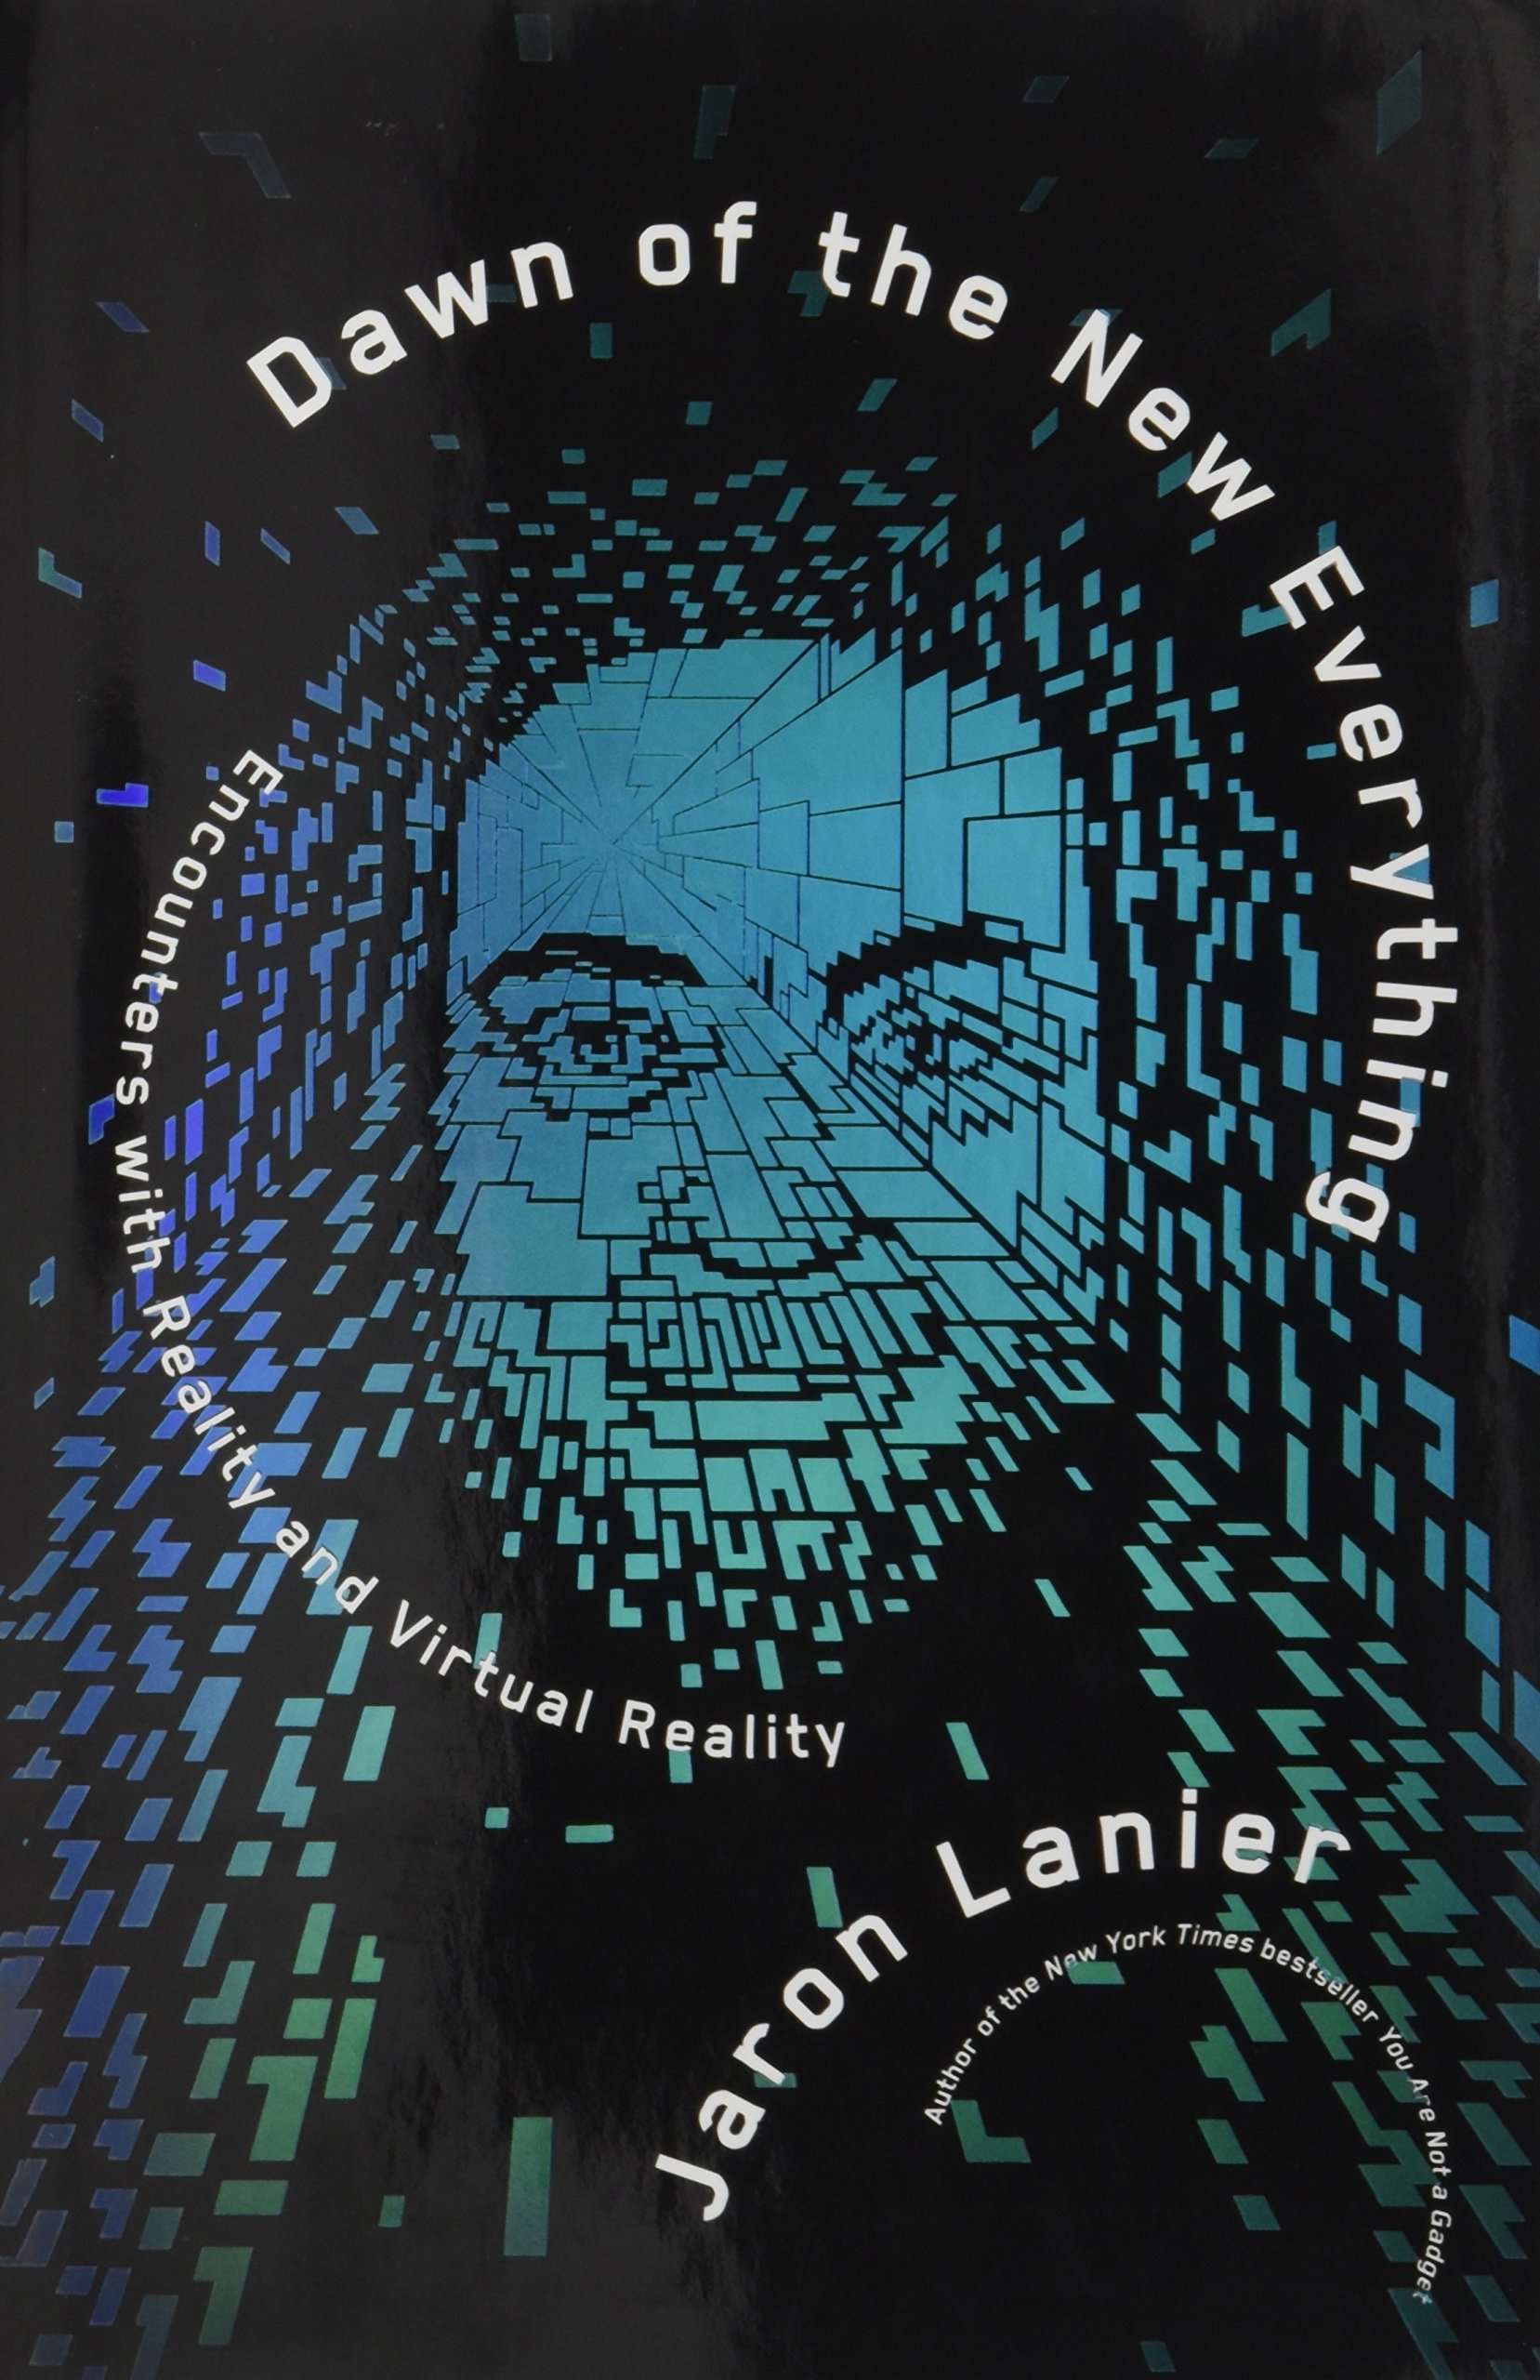 Dawn of the New Everything
Encounters with Reality and Virtual Reality
Jaron Lanier
Author of the New York Times bestseller You Are Not a Gadget